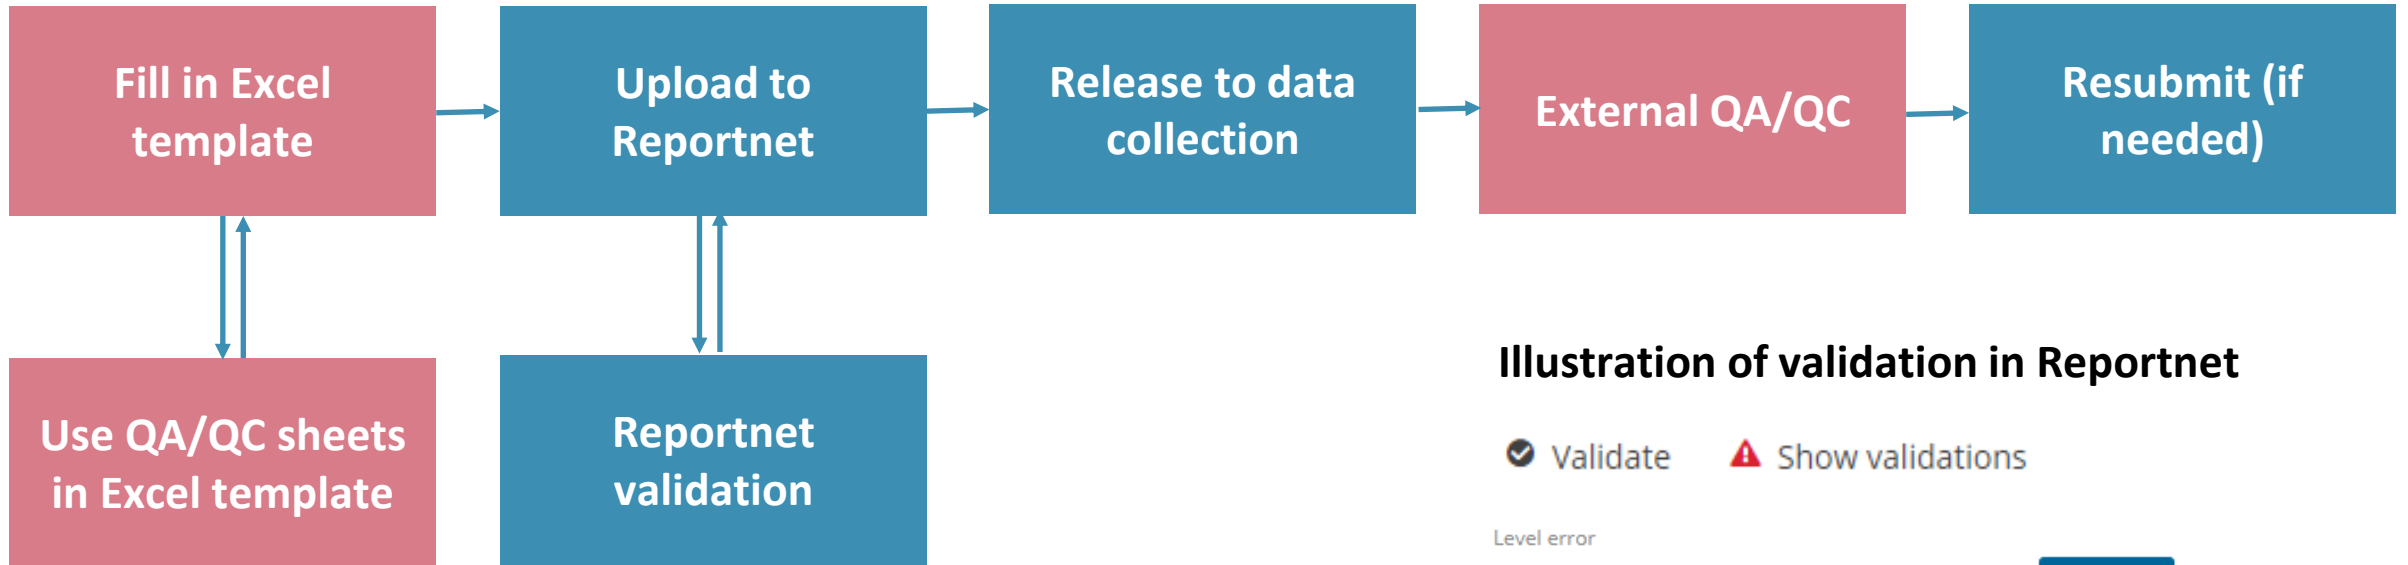 Fill in Excel
template
Upload to
Reportnet
Release to data
collection
External QA/QC
Resubmit (if
needed)
Use QA/QC sheets
in Excel template
Reportnet
validation
Illustration of validation in Reportnet
Validate
Show validations
Level error